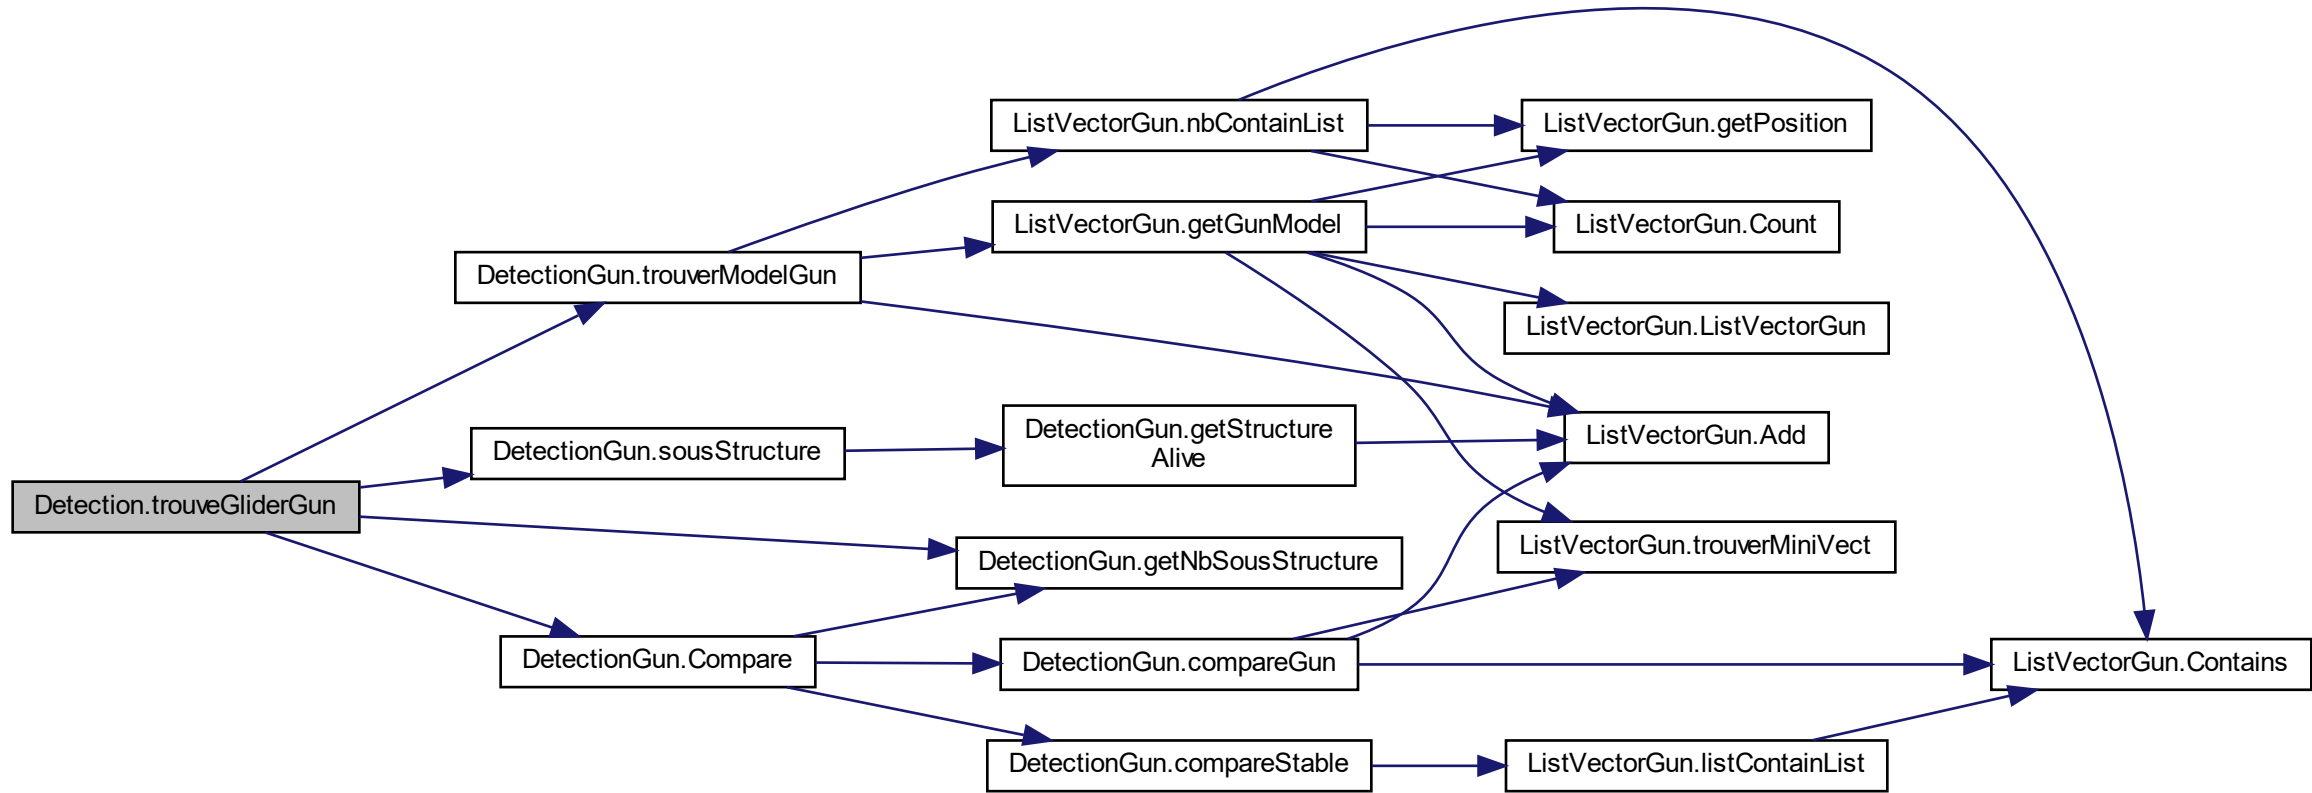 ListVectorGun.nbContainList
ListVectorGun.getPosition
ListVectorGun.getGunModel
ListVectorGun.Count
DetectionGun.trouverModelGun
ListVectorGun.ListVectorGun
DetectionGun.sousStructure
DetectionGun.getStructure
Alive
ListVectorGun.Add
Detection.trouveGliderGun
DetectionGun.getNbSousStructure
ListVectorGun.trouverMiniVect
DetectionGun.Compare
DetectionGun.compareGun
ListVectorGun.Contains
DetectionGun.compareStable
ListVectorGun.listContainList